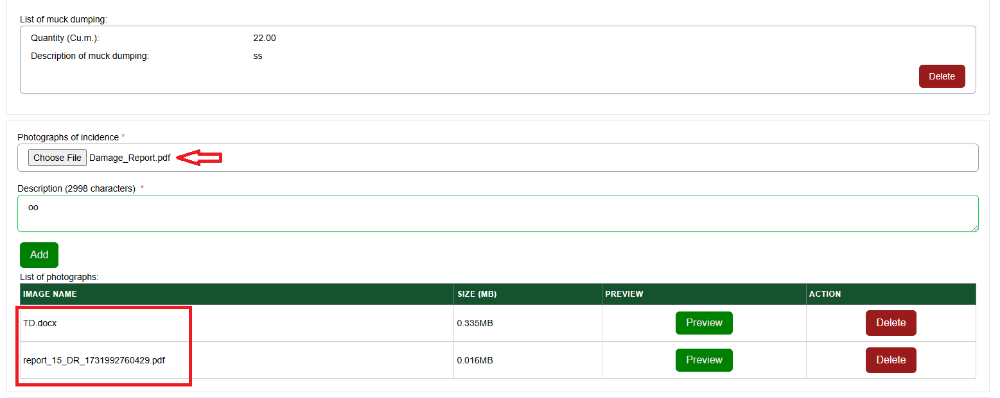 List of muck dumping:
Quantity (Cu.m.): 22.00
Description of muck dumping: ss
Delete
Photographs of incidence *
Choose File Damage_Report.pdf
Description (2998 characters) *
oo
Add
List of photographs:
IMAGE NAME SIZE (MB) PREVIEW ACTION
TD.docx 0.335MB Preview Delete
report_15_DR_1731992760429.pdf 0.016MB Preview Delete